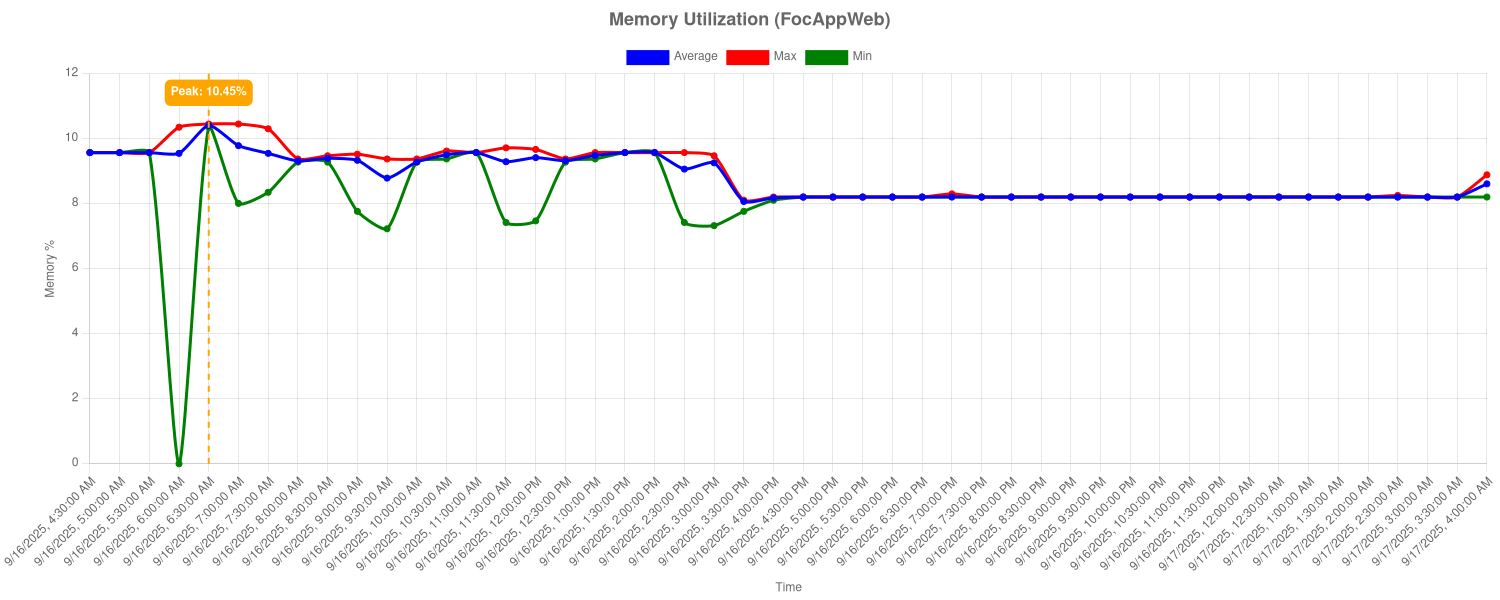 Memory Utilization (FocAppWeb)
Average Max Min
12
Peak: 10.45%
10
8
6
4
2
0
Memory %
9/16/2025, 4:30:00 AM
9/16/2025, 5:00:00 AM
9/16/2025, 5:30:00 AM
9/16/2025, 6:00:00 AM
9/16/2025, 6:30:00 AM
9/16/2025, 7:00:00 AM
9/16/2025, 7:30:00 AM
9/16/2025, 8:00:00 AM
9/16/2025, 8:30:00 AM
9/16/2025, 9:00:00 AM
9/16/2025, 9:30:00 AM
9/16/2025, 10:00:00 AM
9/16/2025, 10:30:00 AM
9/16/2025, 11:00:00 AM
9/16/2025, 11:30:00 AM
9/16/2025, 12:00:00 PM
9/16/2025, 12:30:00 PM
9/16/2025, 1:00:00 PM
9/16/2025, 1:30:00 PM
9/16/2025, 2:00:00 PM
9/16/2025, 2:30:00 PM
9/16/2025, 3:00:00 PM
9/16/2025, 3:30:00 PM
9/16/2025, 4:00:00 PM
9/16/2025, 4:30:00 PM
9/16/2025, 5:00:00 PM
9/16/2025, 5:30:00 PM
9/16/2025, 6:00:00 PM
9/16/2025, 6:30:00 PM
9/16/2025, 7:00:00 PM
9/16/2025, 7:30:00 PM
9/16/2025, 8:00:00 PM
9/16/2025, 8:30:00 PM
9/16/2025, 9:00:00 PM
9/16/2025, 9:30:00 PM
9/16/2025, 10:00:00 PM
9/16/2025, 10:30:00 PM
9/16/2025, 11:00:00 PM
9/16/2025, 11:30:00 PM
9/17/2025, 12:00:00 AM
9/17/2025, 12:30:00 AM
9/17/2025, 1:00:00 AM
9/17/2025, 1:30:00 AM
9/17/2025, 2:00:00 AM
9/17/2025, 2:30:00 AM
9/17/2025, 3:00:00 AM
9/17/2025, 3:30:00 AM
9/17/2025, 4:00:00 AM
Time